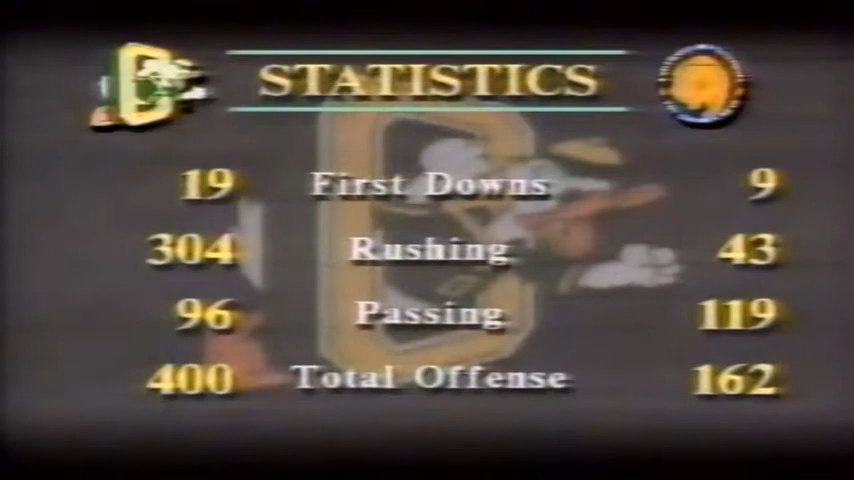 STATISTICS
19 First Downs 9
304 Rushing 43
96 Passing 119
400 Total Offense 162